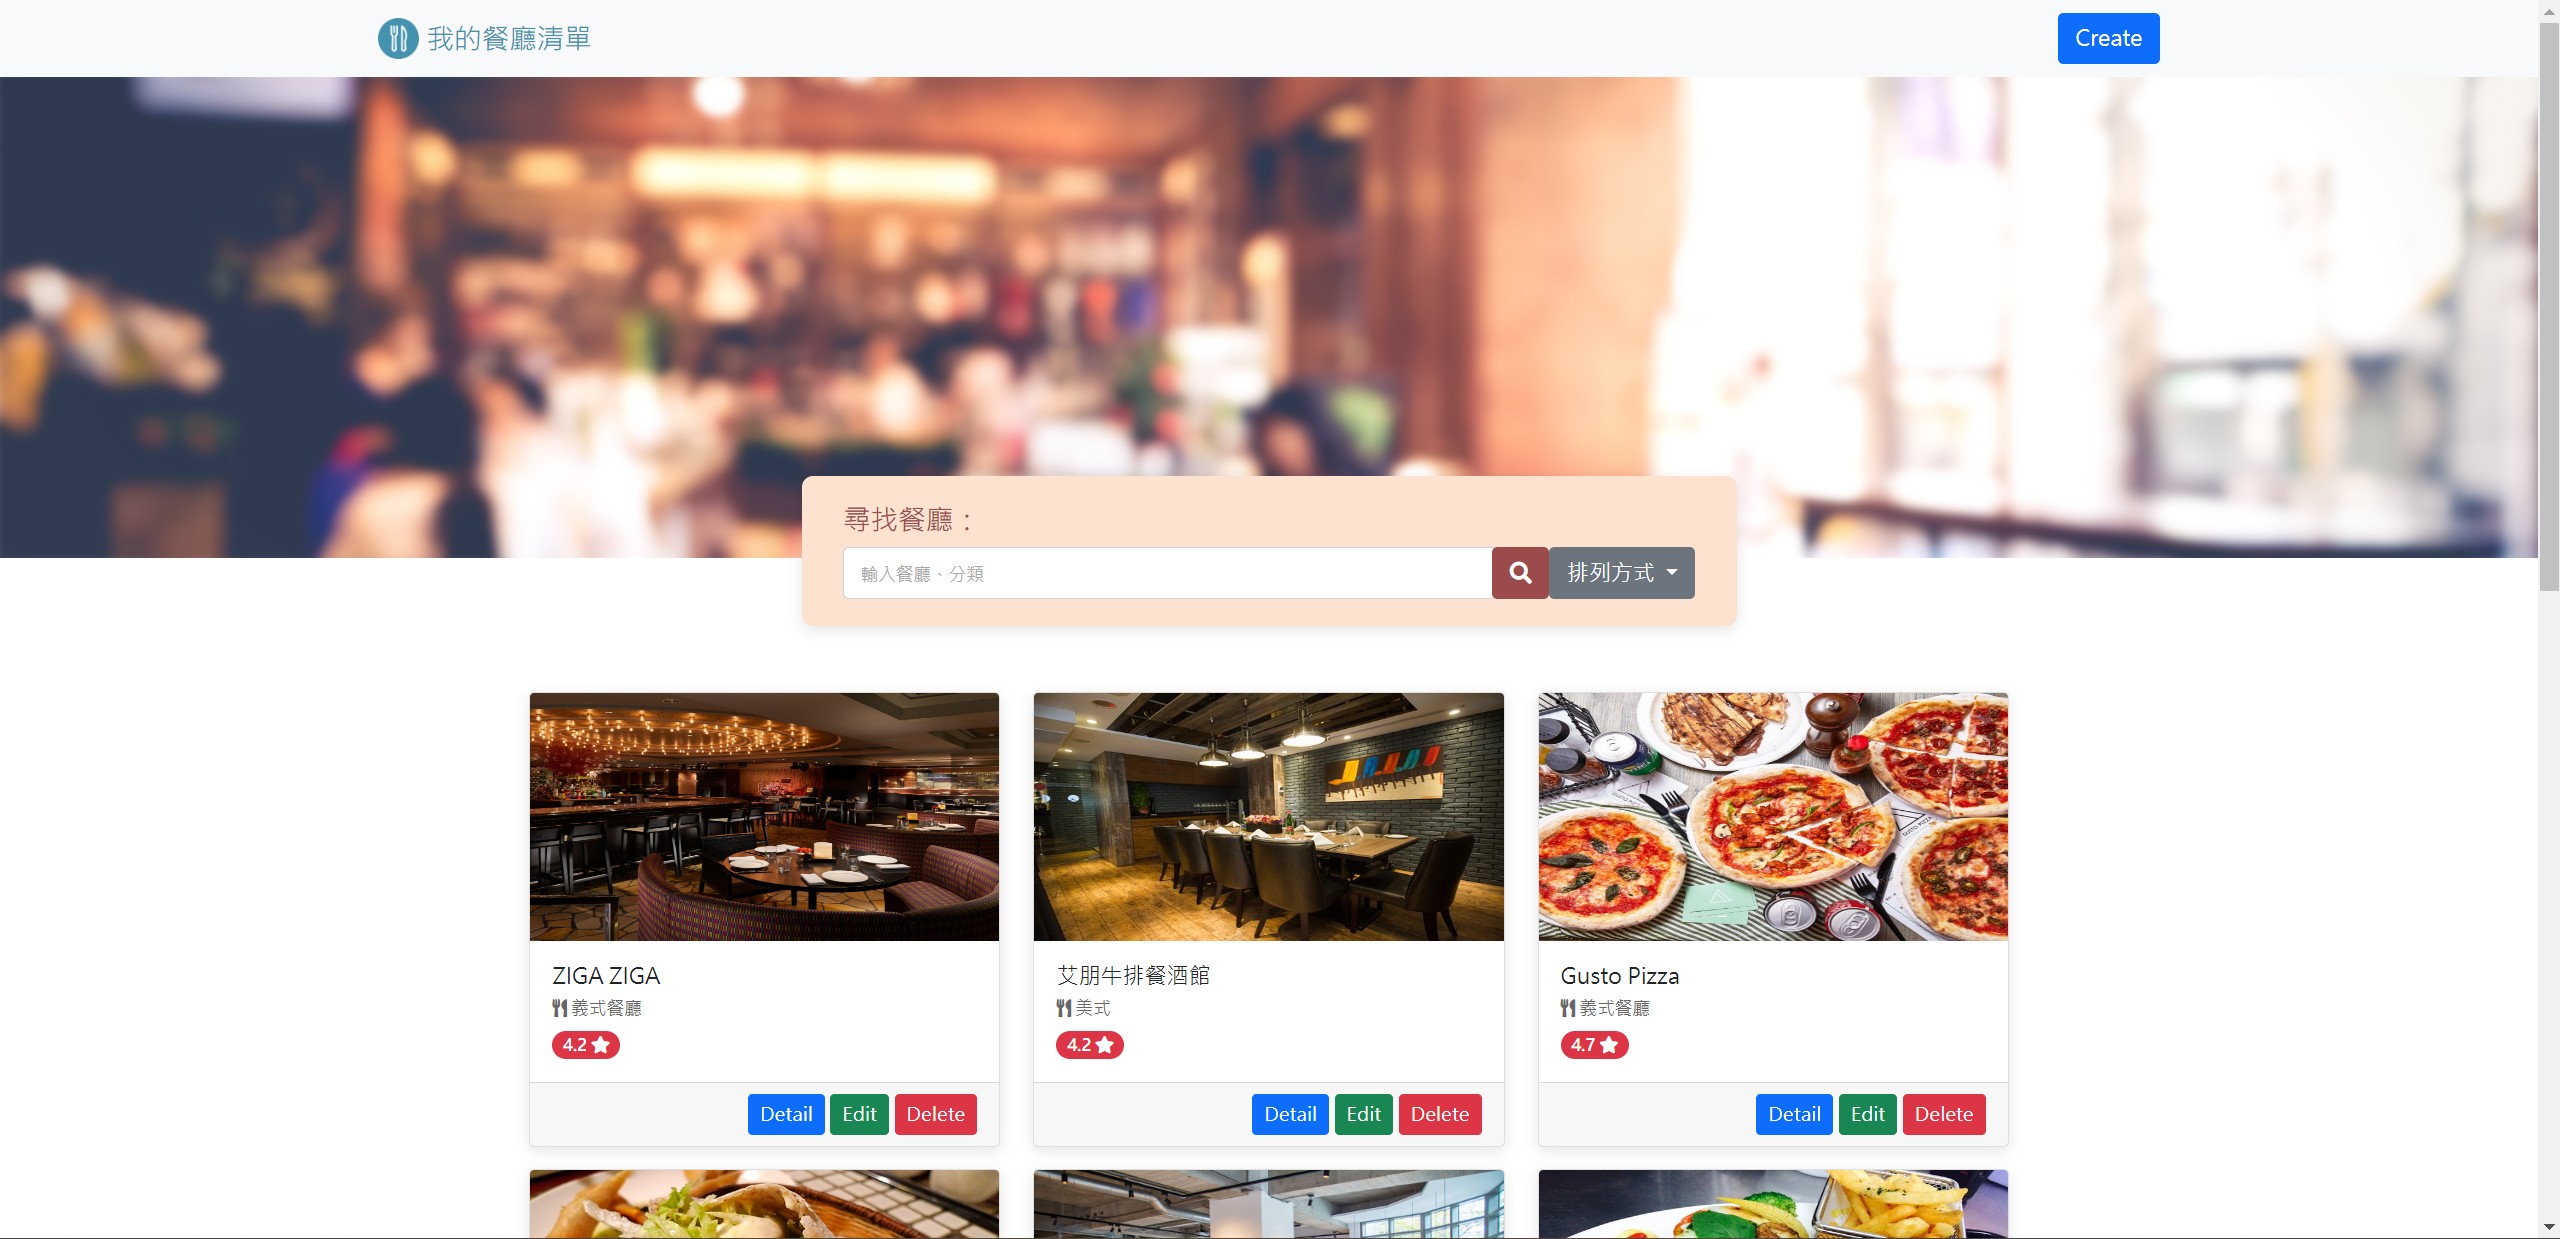 我的餐廳清單
Create
尋找餐廳：
輸入餐廳、分類
排列方式
ZIGA ZIGA
義式餐廳
4.2
Detail Edit Delete
艾朋牛排餐酒館
美式
4.2
Detail Edit Delete
Gusto Pizza
義式餐廳
4.7
Detail Edit Delete